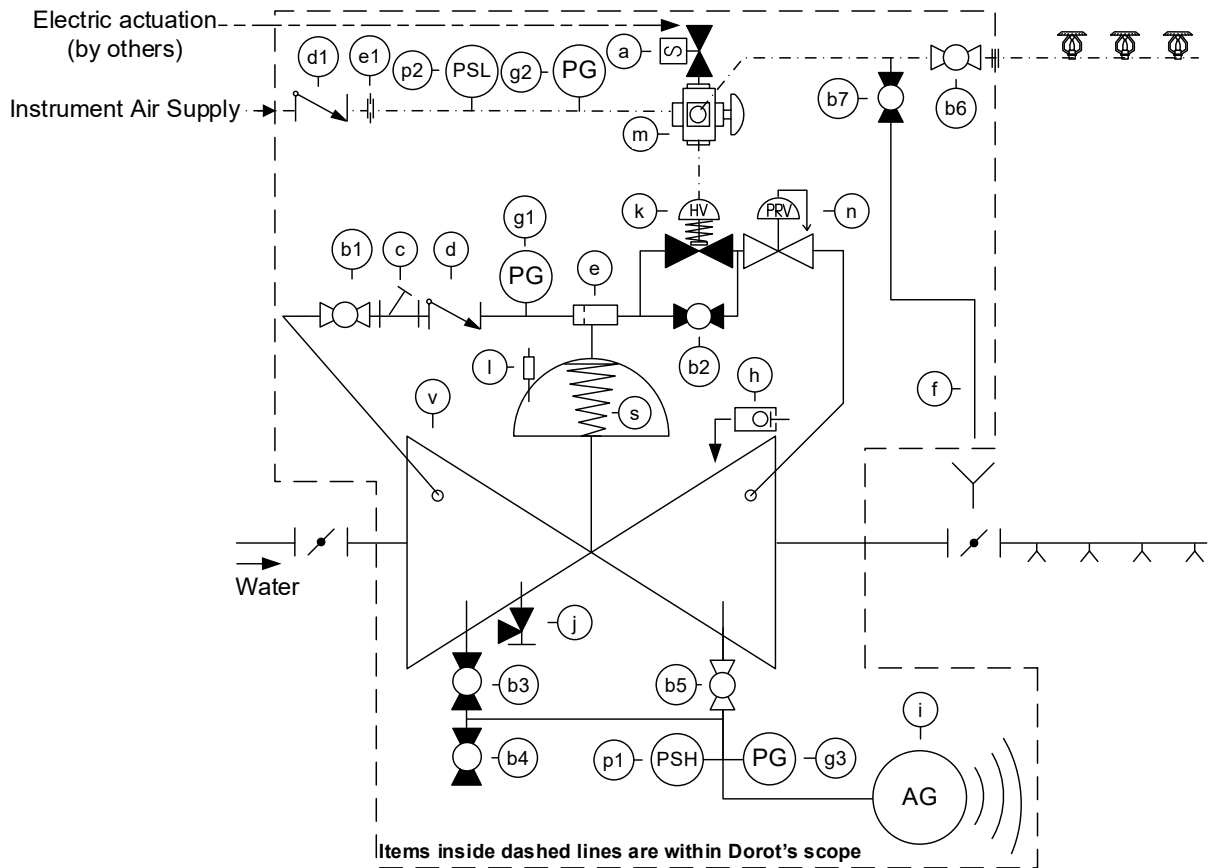 Electric actuation
(by others)
d1
e1
p2
PSL
g2
PG
a
S
b7
b6
Instrument Air Supply
m
k
HV
PRV
n
g1
b1
c
d
PG
e
b2
l
h
v
s
f
Water
j
b3
b5
i
b4
p1
PSH
PG
g3
AG
Items inside dashed lines are within Dorot's scope